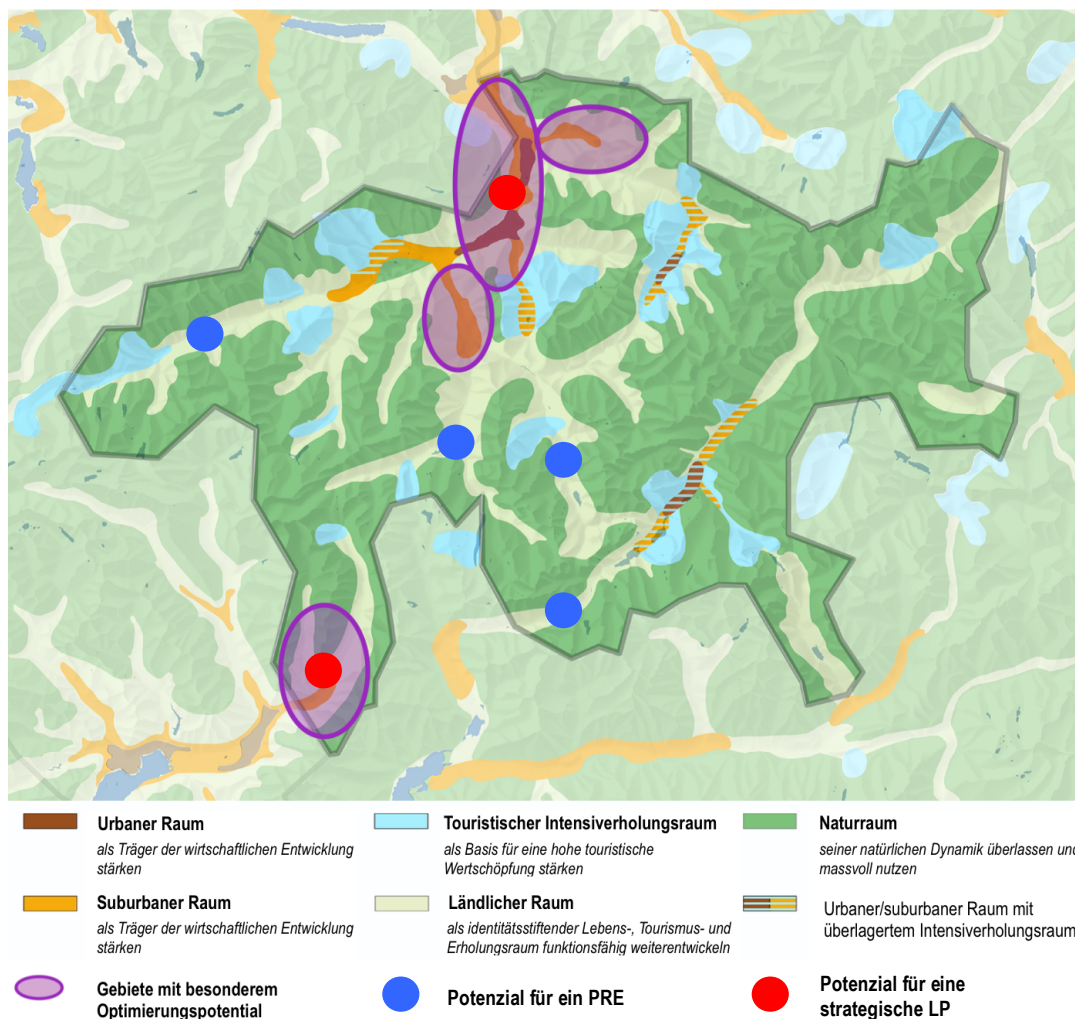 Urbaner Raum
als Träger der wirtschaftlichen Entwicklung
stärken
Touristischer Intensiverholungsraum
als Basis für eine hohe touristische
Wertschöpfung stärken
Naturraum
seiner natürlichen Dynamik überlassen und
massvoll nutzen
Suburbaner Raum
als Träger der wirtschaftlichen Entwicklung
stärken
Ländlicher Raum
als identitätsstiftender Lebens-, Tourismus- und
Erholungsraum funktionsfähig weiterentwickeln
Urbaner/suburbaner Raum mit
überlagertem Intensiverholungsraum
Gebiete mit besonderem
Optimierungspotential
Potenzial für ein PRE
Potenzial für eine
strategische LP